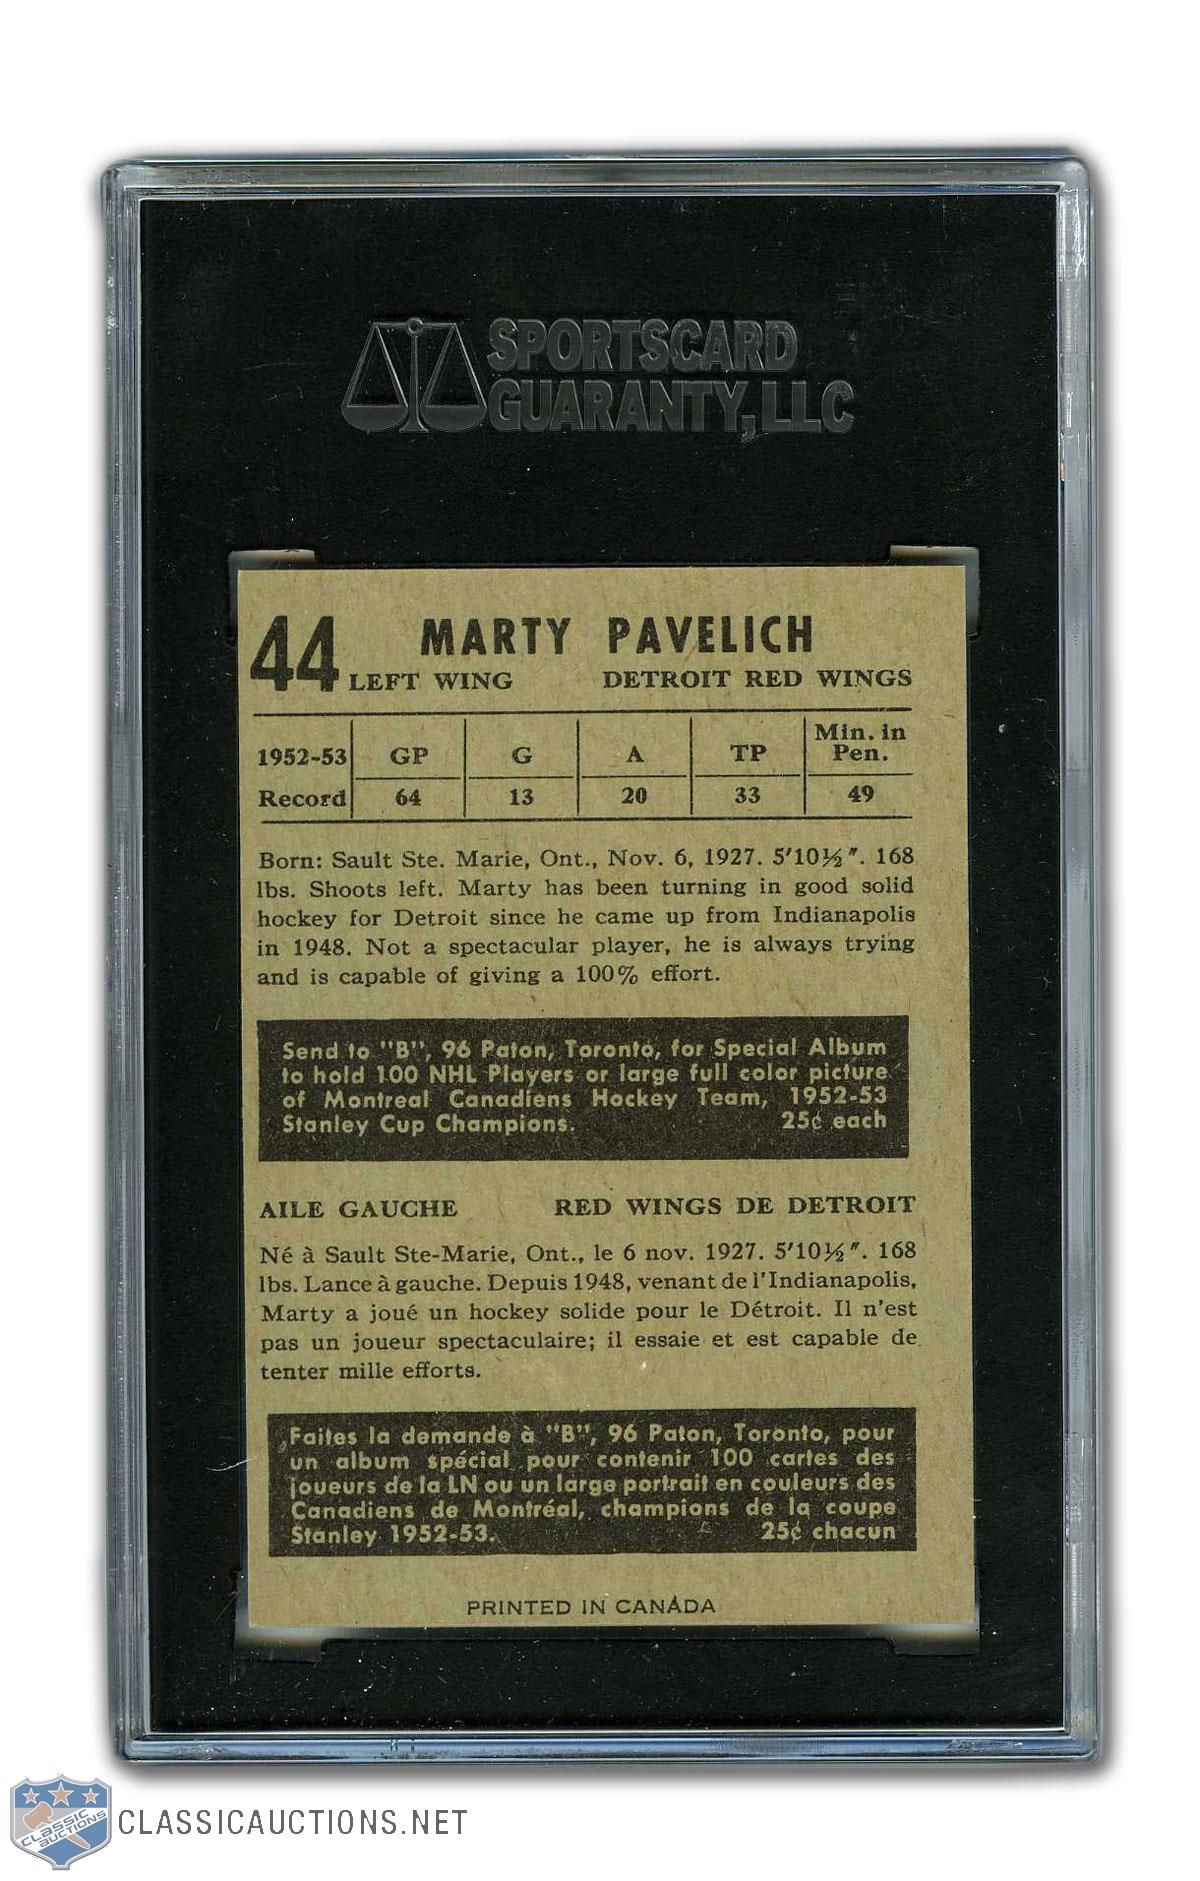 SPORTSCARD
GUARANTY, LLC
44 MARTY PAVELICH
LEFT WING DETROIT RED WINGS
1952-53 GP G A TP Min. in Pen.
Record 64 13 20 33 49
Born: Sault Ste. Marie, Ont., Nov. 6, 1927. 5'10½". 168
lbs. Shoots left. Marty has been turning in good solid
hockey for Detroit since he came up from Indianapolis
in 1948. Not a spectacular player, he is always trying
and is capable of giving a 100% effort.
Send to "B", 96 Paton, Toronto, for Special Album
to hold 100 NHL Players or large full color picture
of Montreal Canadiens Hockey Team, 1952-53
Stanley Cup Champions. 25¢ each
AILE GAUCHE RED WINGS DE DETROIT
Né à Sault Ste-Marie, Ont., le 6 nov. 1927. 5'10½". 168
lbs. Lance à gauche. Depuis 1948, venant de l'Indianapolis,
Marty a joué un hockey solide pour le Détroit. Il n'est
pas un joueur spectaculaire; il essaie et est capable de
tenter mille efforts.
Faites la demande à "B", 96 Paton, Toronto, pour
un album spécial pour contenir 100 cartes des
joueurs de la LN ou un large portrait en couleurs des
Canadiens de Montréal, champions de la coupe
Stanley 1952-53. 25¢ chacun
PRINTED IN CANADA
CLASSIC
AUCTIONS
CLASSICAUCTIONS.NET